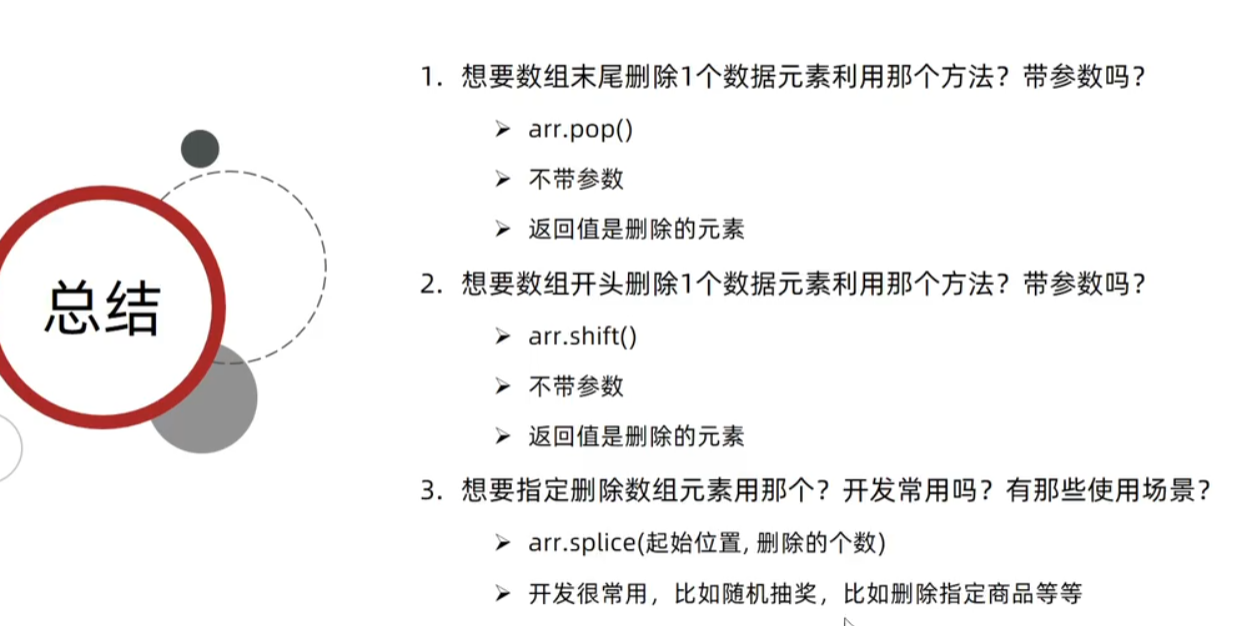 总结
1. 想要数组末尾删除1个数据元素利用那个方法？带参数吗？
➢ arr.pop()
➢ 不带参数
➢ 返回值是删除的元素
2. 想要数组开头删除1个数据元素利用那个方法？带参数吗？
➢ arr.shift()
➢ 不带参数
➢ 返回值是删除的元素
3. 想要指定删除数组元素用那个？开发常用吗？有那些使用场景？
➢ arr.splice(起始位置, 删除的个数)
➢ 开发很常用，比如随机抽奖，比如删除指定商品等等